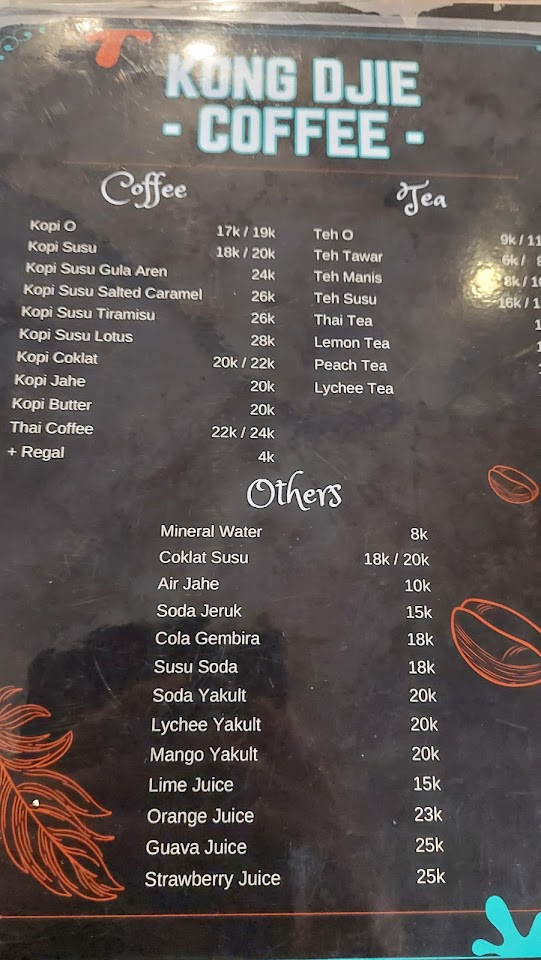 KONG DJIE
- COFFEE -
Coffee
Kopi O 17k / 19k
Kopi Susu 18k / 20k
Kopi Susu Gula Aren 24k
Kopi Susu Salted Caramel 26k
Kopi Susu Tiramisu 26k
Kopi Susu Lotus 28k
Kopi Coklat 20k / 22k
Kopi Jahe 20k
Kopi Butter 20k
Thai Coffee 22k / 24k
+ Regal 4k
Tea
Teh O 9k /
Teh Tawar 6k /
Teh Manis 8k /
Teh Susu 16k /
Thai Tea
Lemon Tea
Peach Tea
Lychee Tea
Others
Mineral Water 8k
Coklat Susu 18k / 20k
Air Jahe 10k
Soda Jeruk 15k
Cola Gembira 18k
Susu Soda 18k
Soda Yakult 20k
Lychee Yakult 20k
Mango Yakult 20k
Lime Juice 15k
Orange Juice 23k
Guava Juice 25k
Strawberry Juice 25k